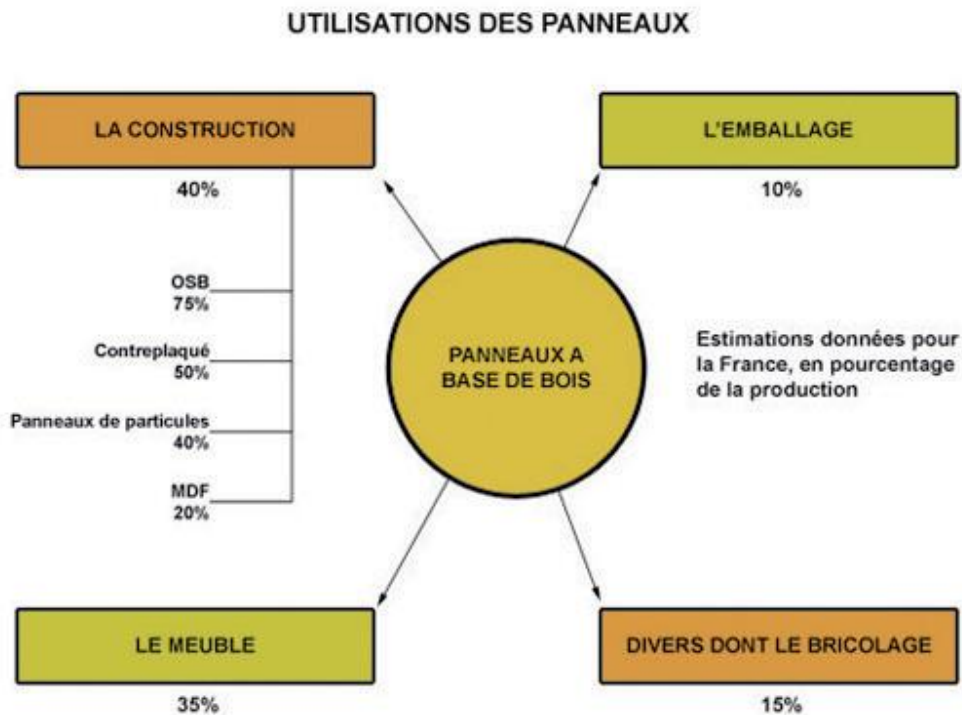 UTILISATIONS DES PANNEAUX
LA CONSTRUCTION
40%
L'EMBALLAGE
10%
OSB
75%
Contreplaqué
50%
Panneaux de particules
40%
MDF
20%
PANNEAUX A
BASE DE BOIS
Estimations données pour
la France, en pourcentage
de la production
LE MEUBLE
35%
DIVERS DONT LE BRICOLAGE
15%